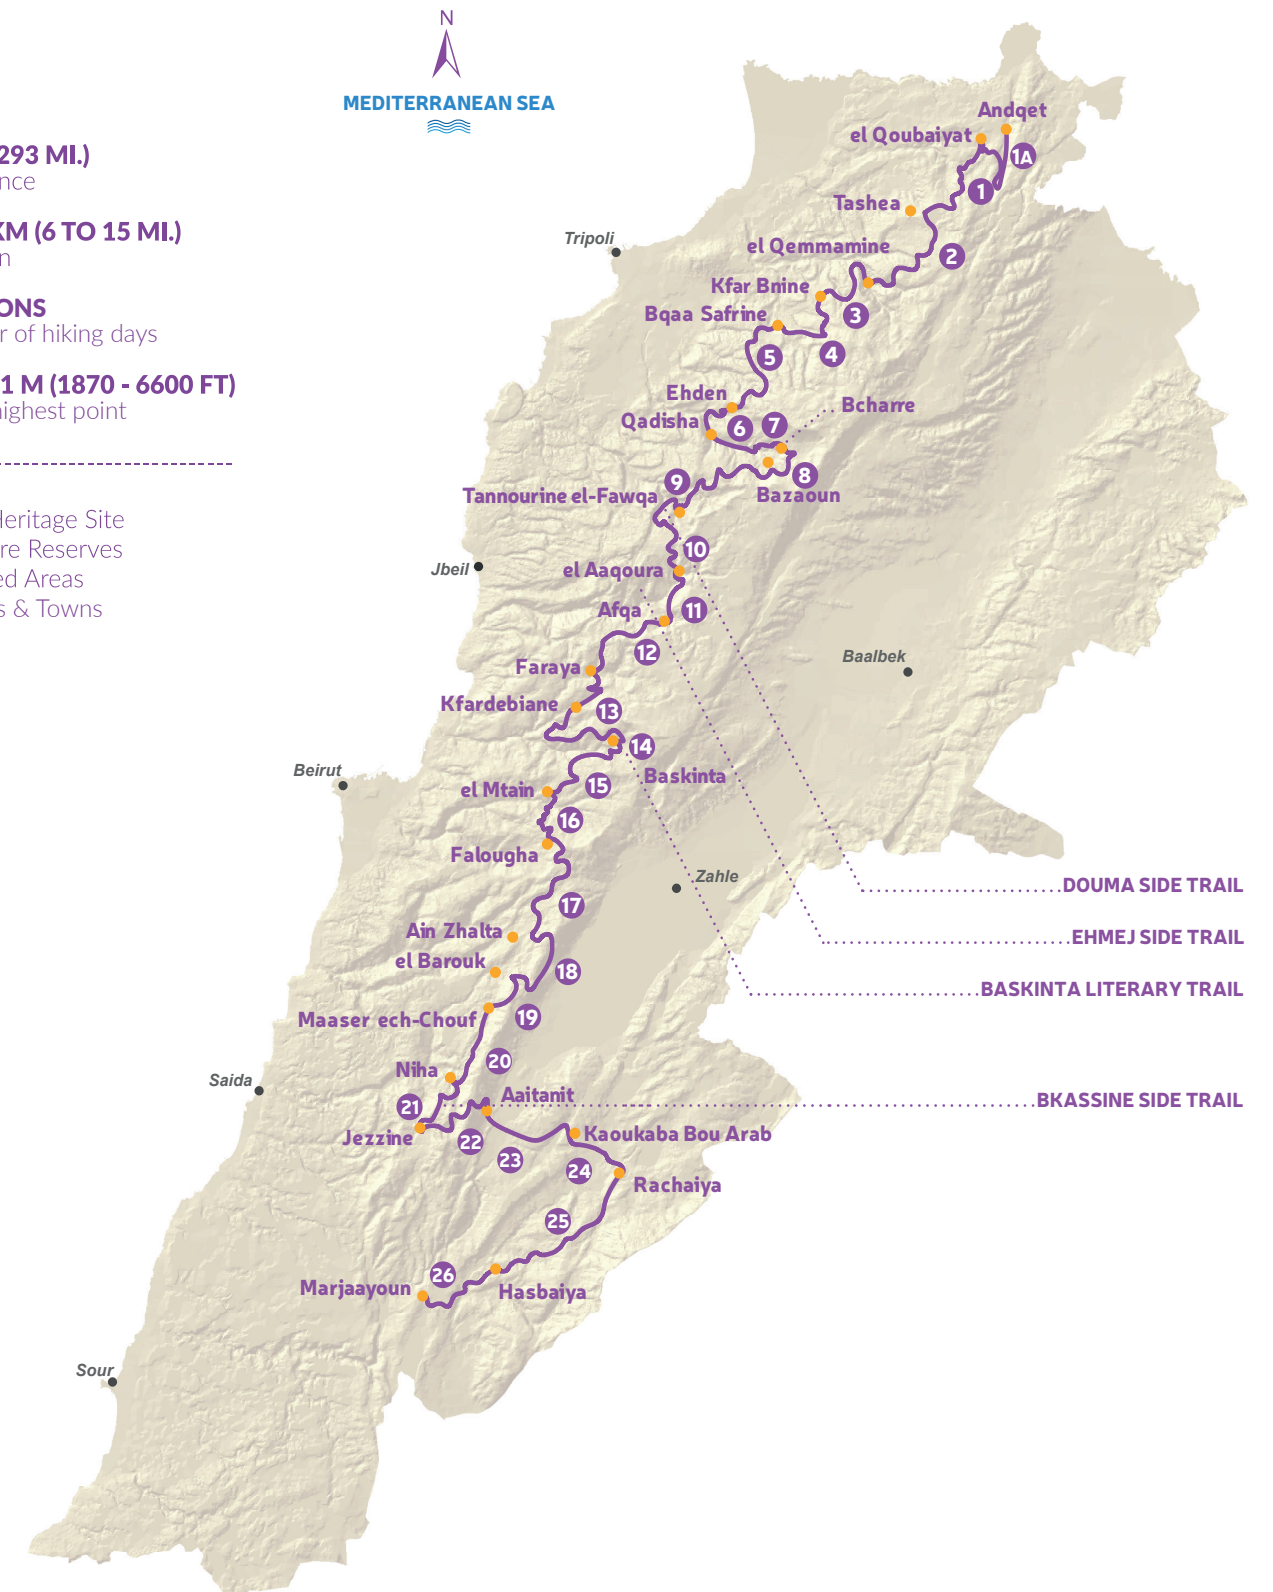 N
MEDITERRANEAN SEA
293 MI.)
nce
KM (6 TO 15 MI.)
n
ONS
r of hiking days
1 M (1870 - 6600 FT)
highest point
Heritage Site
re Reserves
ed Areas
s & Towns
Andqet
el Qoubaiyat
1A
1
Tashea
Tripoli
el Qemmamine
2
Kfar Bnine
Bqaa Safrine
3
4
5
Ehden
Bcharre
Qadisha
6
7
8
9
Tannourine el-Fawqa
Bazaoun
10
Jbeil
el Aaqoura
Afqa
11
12
Baalbek
Faraya
Kfardebiane
13
14
Beirut
Baskinta
15
el Mtain
16
Falougha
Zahle
DOUMA SIDE TRAIL
17
Ain Zhalta
EHMEJ SIDE TRAIL
el Barouk
18
BASKINTA LITERARY TRAIL
Maaser ech-Chouf
19
20
Niha
Saida
Aaitanit
BKASSINE SIDE TRAIL
21
Jezzine
22
Kaoukaba Bou Arab
23
24
Rachaiya
25
26
Marjaayoun
Hasbaiya
Sour